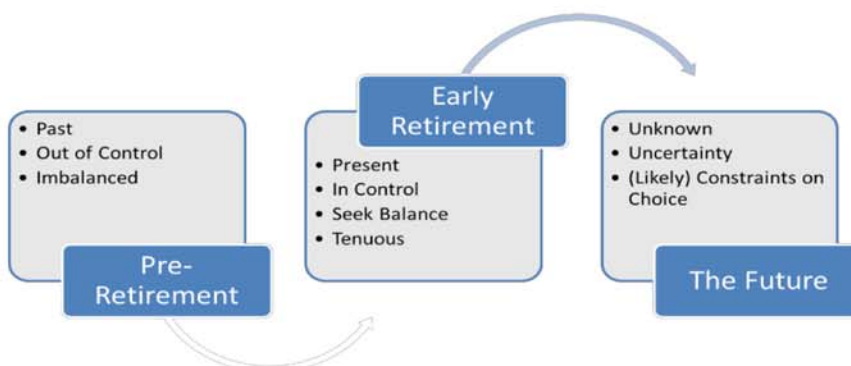 • Past
• Out of Control
• Imbalanced
Pre-
Retirement
Early
Retirement
• Present
• In Control
• Seek Balance
• Tenuous
• Unknown
• Uncertainty
• (Likely) Constraints on
Choice
The Future